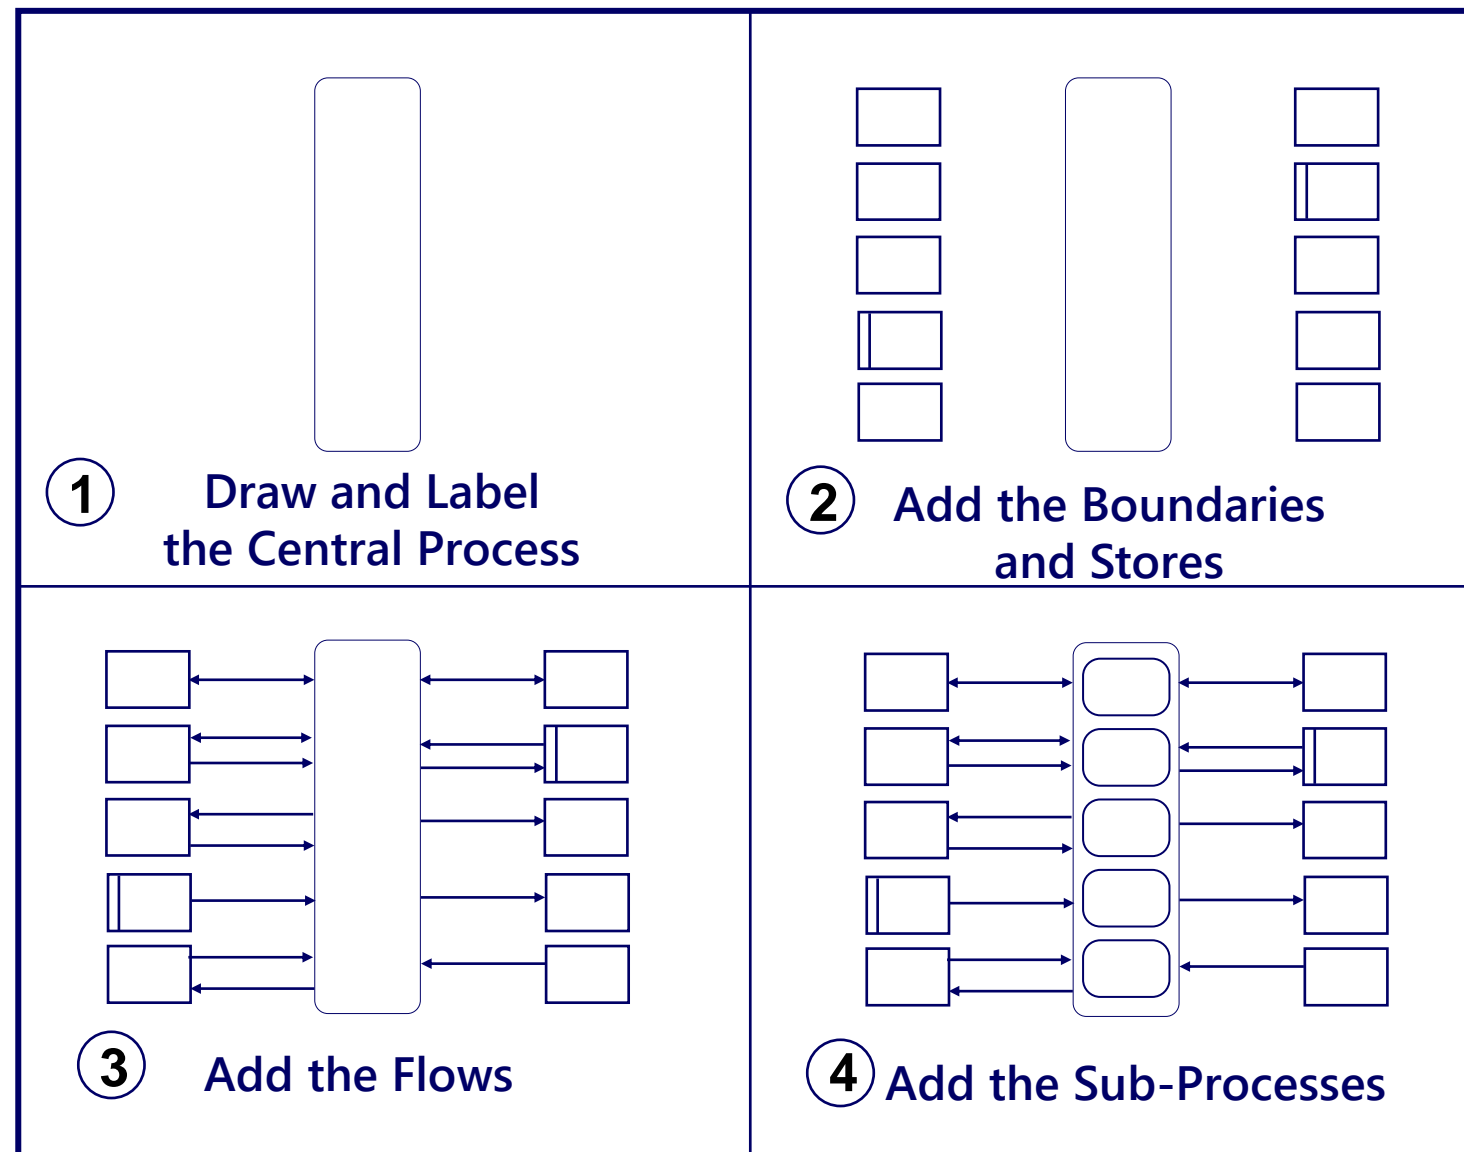 1
Draw and Label
the Central Process
2
Add the Boundaries
and Stores
3
Add the Flows
4
Add the Sub-Processes